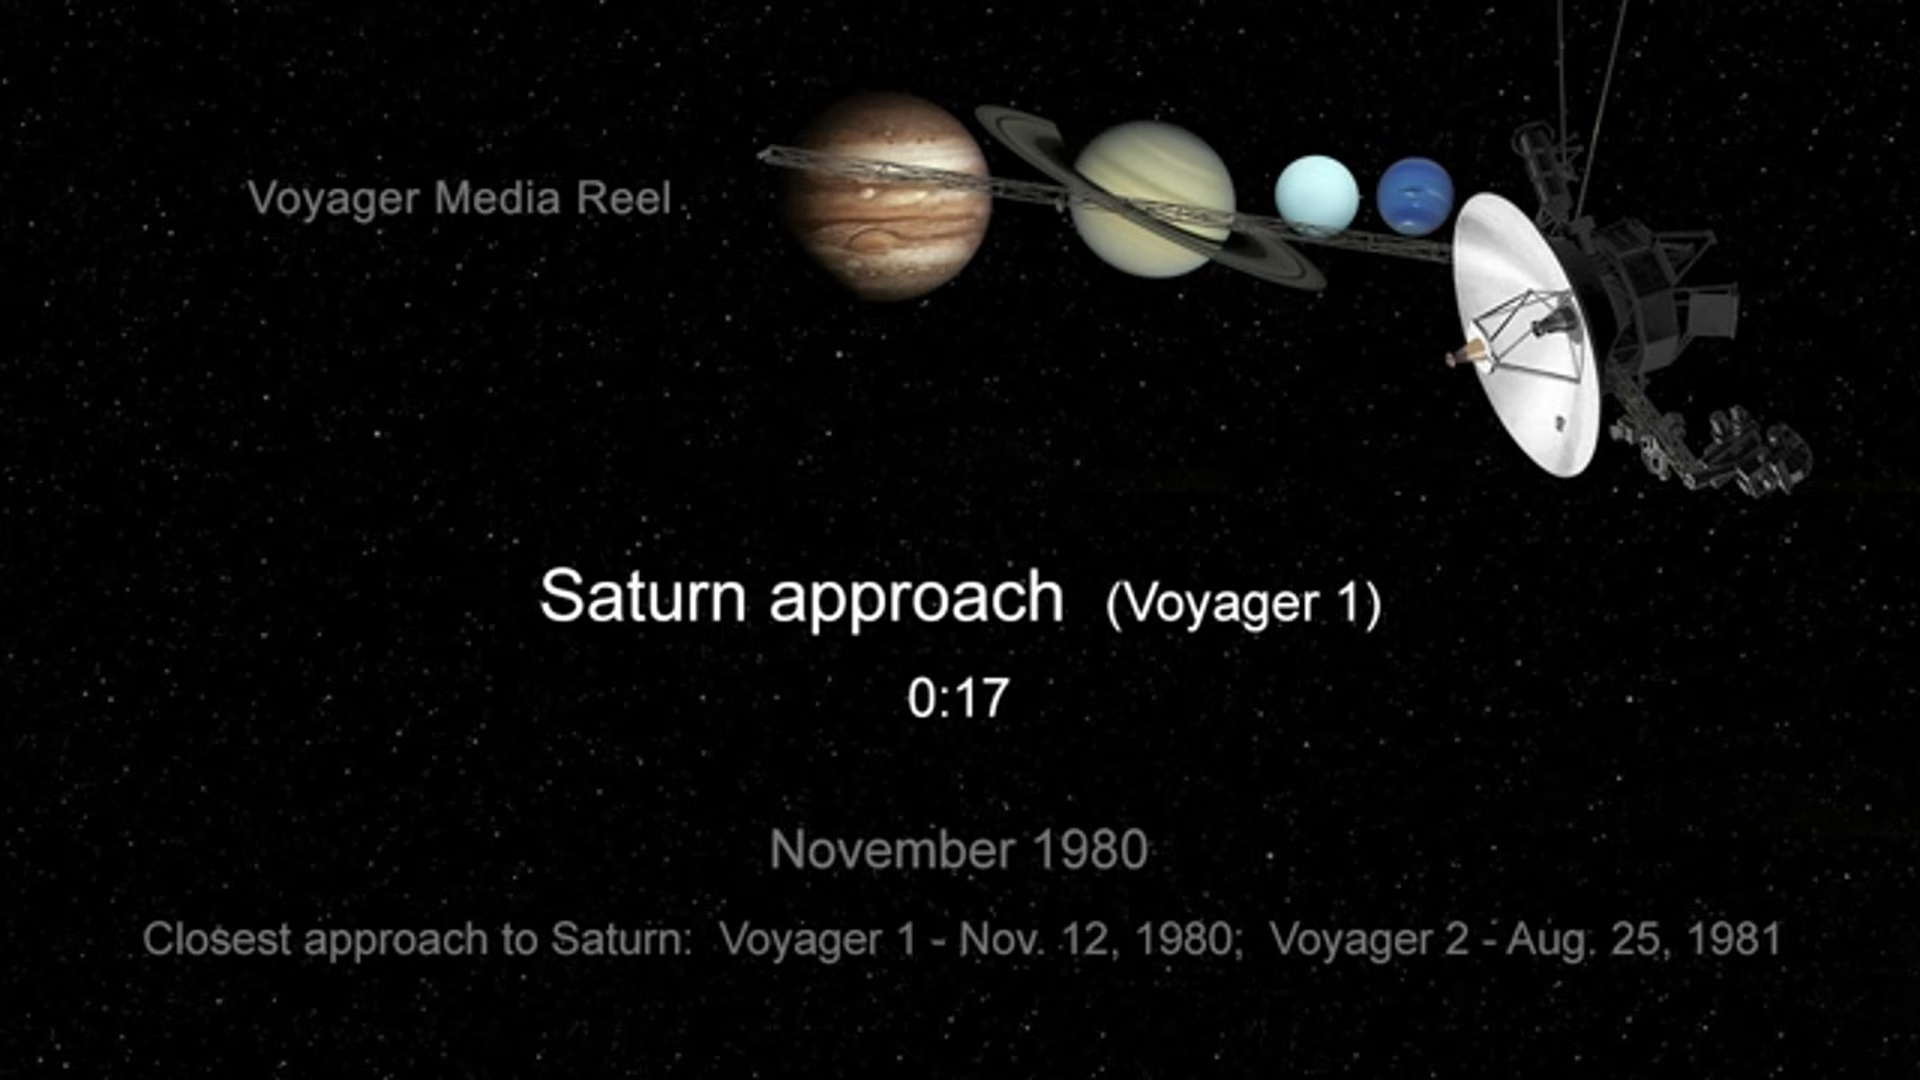 Voyager Media Reel
Saturn approach (Voyager 1)
0:17
November 1980
Closest approach to Saturn: Voyager 1 - Nov. 12, 1980; Voyager 2 - Aug. 25, 1981